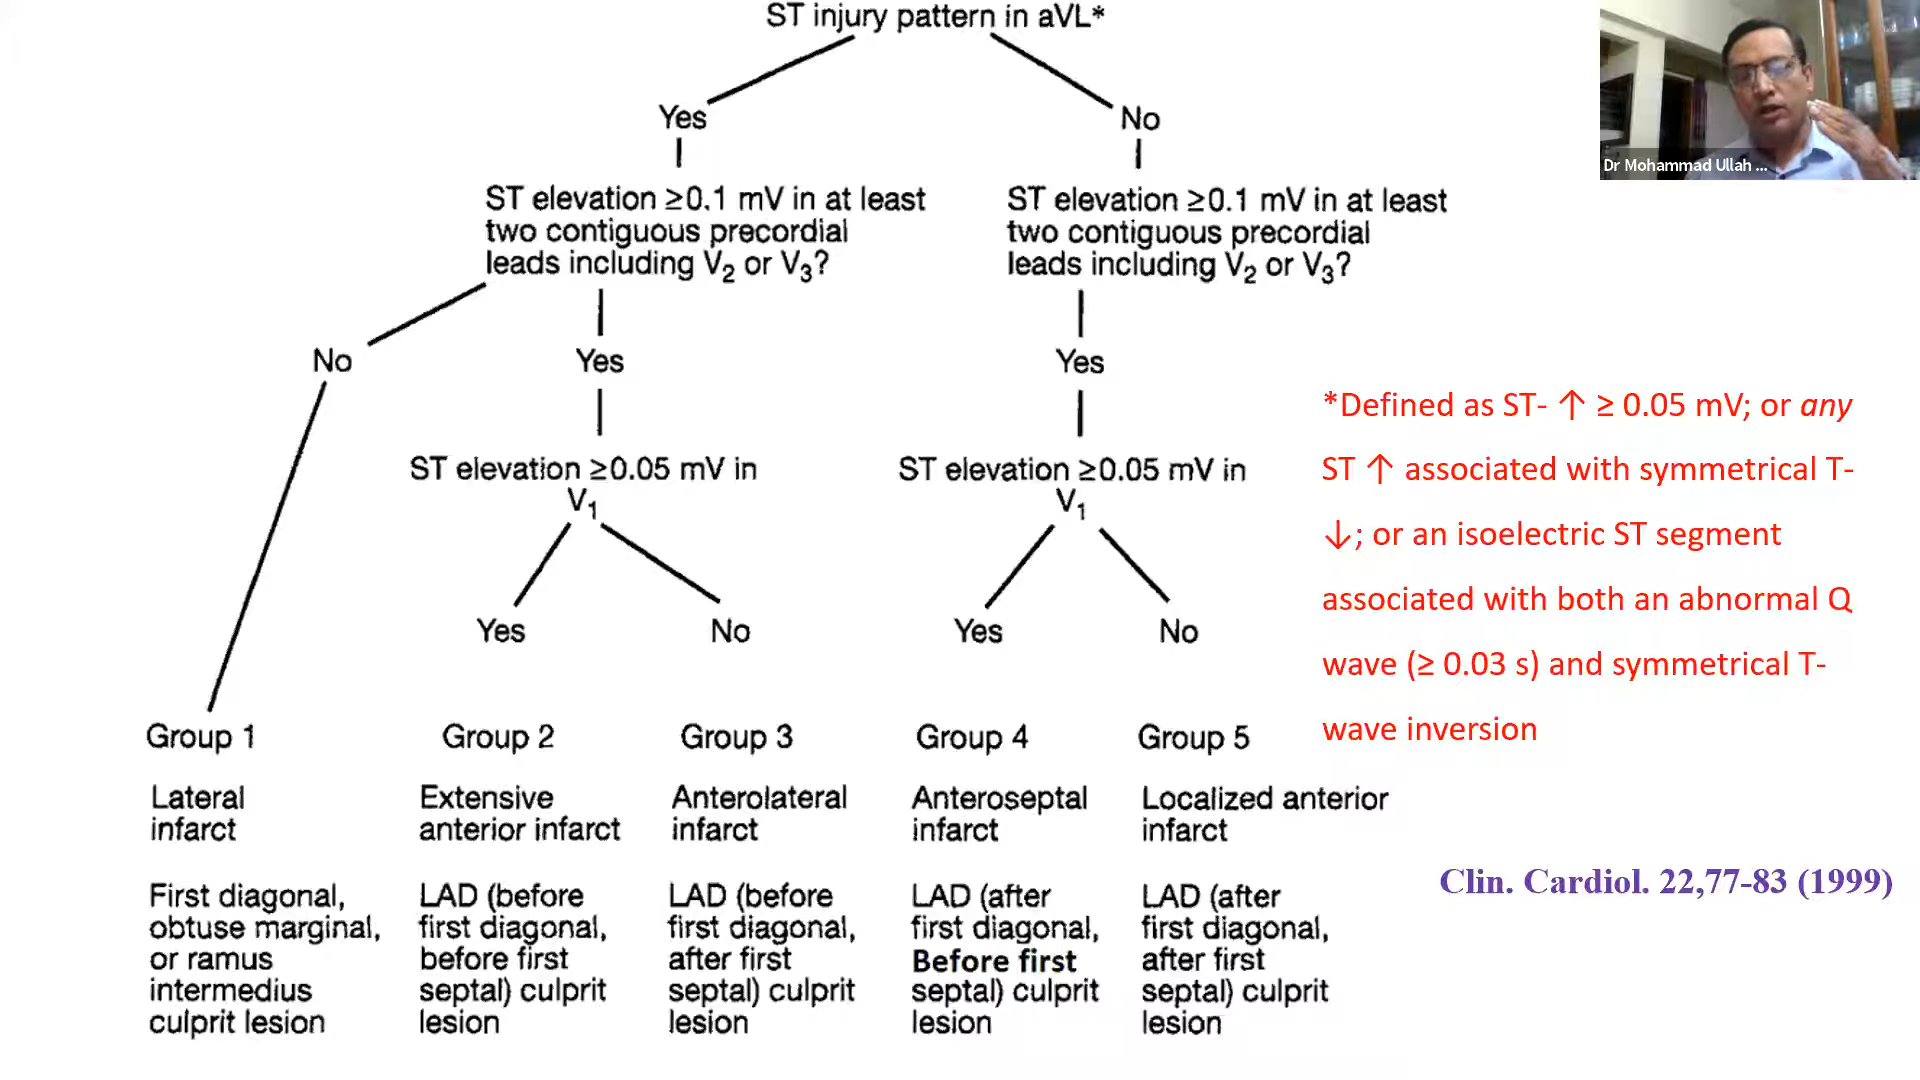 ST injury pattern in aVL*
Dr Mohammad Ullah ...
Yes
No
ST elevation ≥0.1 mV in at least
two contiguous precordial
leads including V₂ or V₃?
ST elevation ≥0.1 mV in at least
two contiguous precordial
leads including V₂ or V₃?
No
Yes
Yes
ST elevation ≥0.05 mV in
V₁
ST elevation ≥0.05 mV in
V₁
Yes
No
Yes
No
*Defined as ST- ↑ ≥ 0.05 mV; or any
ST ↑ associated with symmetrical T-
↓; or an isoelectric ST segment
associated with both an abnormal Q
wave (≥ 0.03 s) and symmetrical T-
wave inversion
Group 1
Lateral
infarct
First diagonal,
obtuse marginal,
or ramus
intermedius
culprit lesion
Group 2
Extensive
anterior infarct
LAD (before
first diagonal,
before first
septal) culprit
lesion
Group 3
Anterolateral
infarct
LAD (before
first diagonal,
after first
septal) culprit
lesion
Group 4
Anteroseptal
infarct
LAD (after
first diagonal,
Before first
septal) culprit
lesion
Group 5
Localized anterior
infarct
LAD (after
first diagonal,
after first
septal) culprit
lesion
Clin. Cardiol. 22,77-83 (1999)